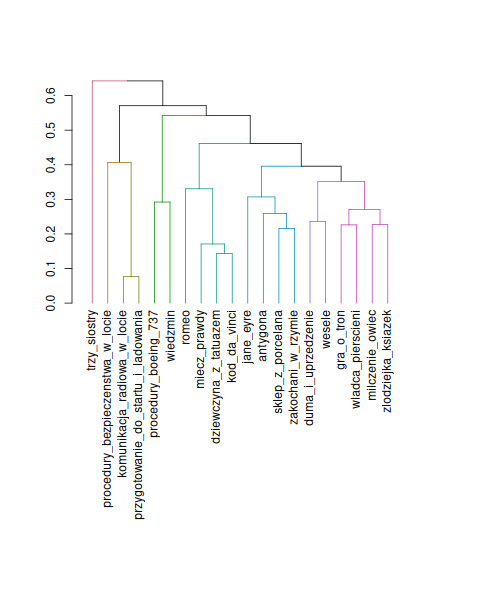 0.6
0.5
0.4
0.3
0.2
0.1
0.0
trzy_siostry
procedury_bezpieczenstwa_w_locie
komunikacja_radiowa_w_locie
przygotowanie_do_startu_i_ladowania
procedury_boeing_737
wiedzmin
romeo
miecz_prawdy
dziewczyna_z_tatuazem
kod_da_vinci
jane_eyre
antygona
sklep_z_porcelana
zakochani_w_rzymie
duma_i_uprzedzenie
wesele
gra_o_tron
wladca_pierscieni
milczenie_owiec
zlodziejka_ksiazek